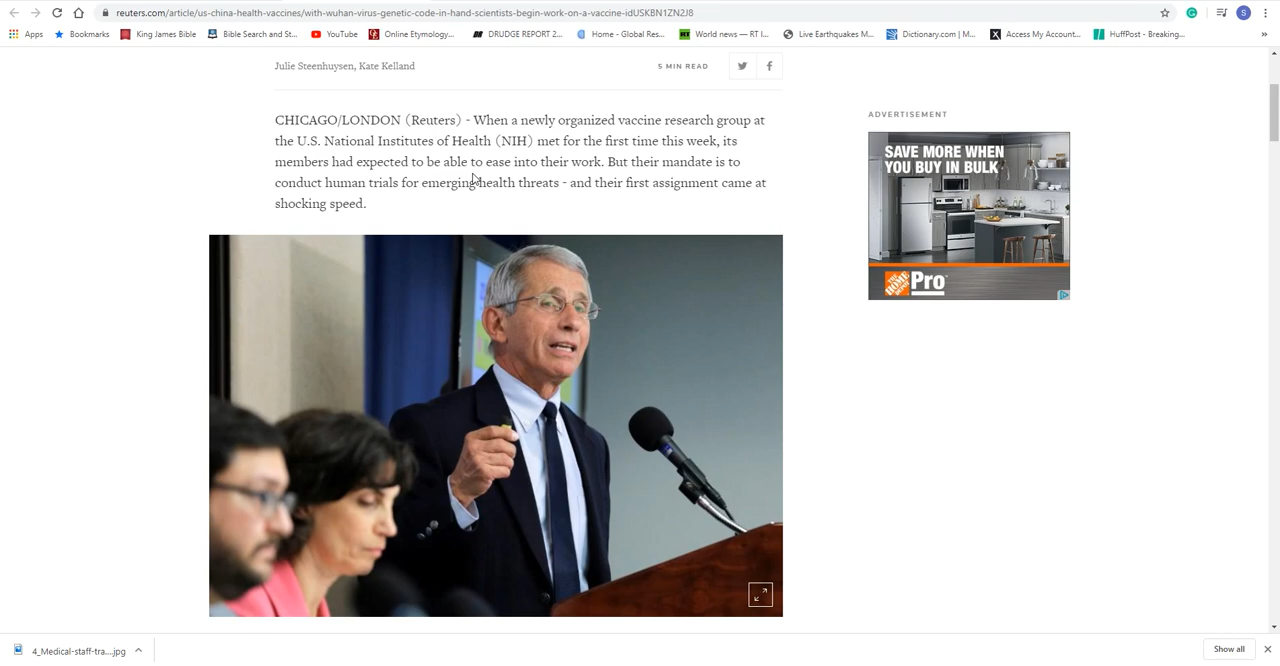 reuters.com/article/us-china-health-vaccines/with-wuhan-virus-genetic-code-in-hand-scientists-begin-work-on-a-vaccine-idUSKBN1ZN2J8
S
Apps Bookmarks King James Bible Bible Search and St... YouTube Online Etymology... DRUDGE REPORT 2... Home - Global Res... World news — RT I... Live Earthquakes M... Dictionary.com | M... Access My Account... HuffPost - Breaking... »
Julie Steenhuysen, Kate Kelland
5 MIN READ
CHICAGO/LONDON (Reuters) - When a newly organized vaccine research group at
the U.S. National Institutes of Health (NIH) met for the first time this week, its
members had expected to be able to ease into their work. But their mandate is to
conduct human trials for emerging health threats - and their first assignment came at
shocking speed.
ADVERTISEMENT
SAVE MORE WHEN
YOU BUY IN BULK
THE HOME DEPOT Pro
4_Medical-staff-tra....jpg
Show all